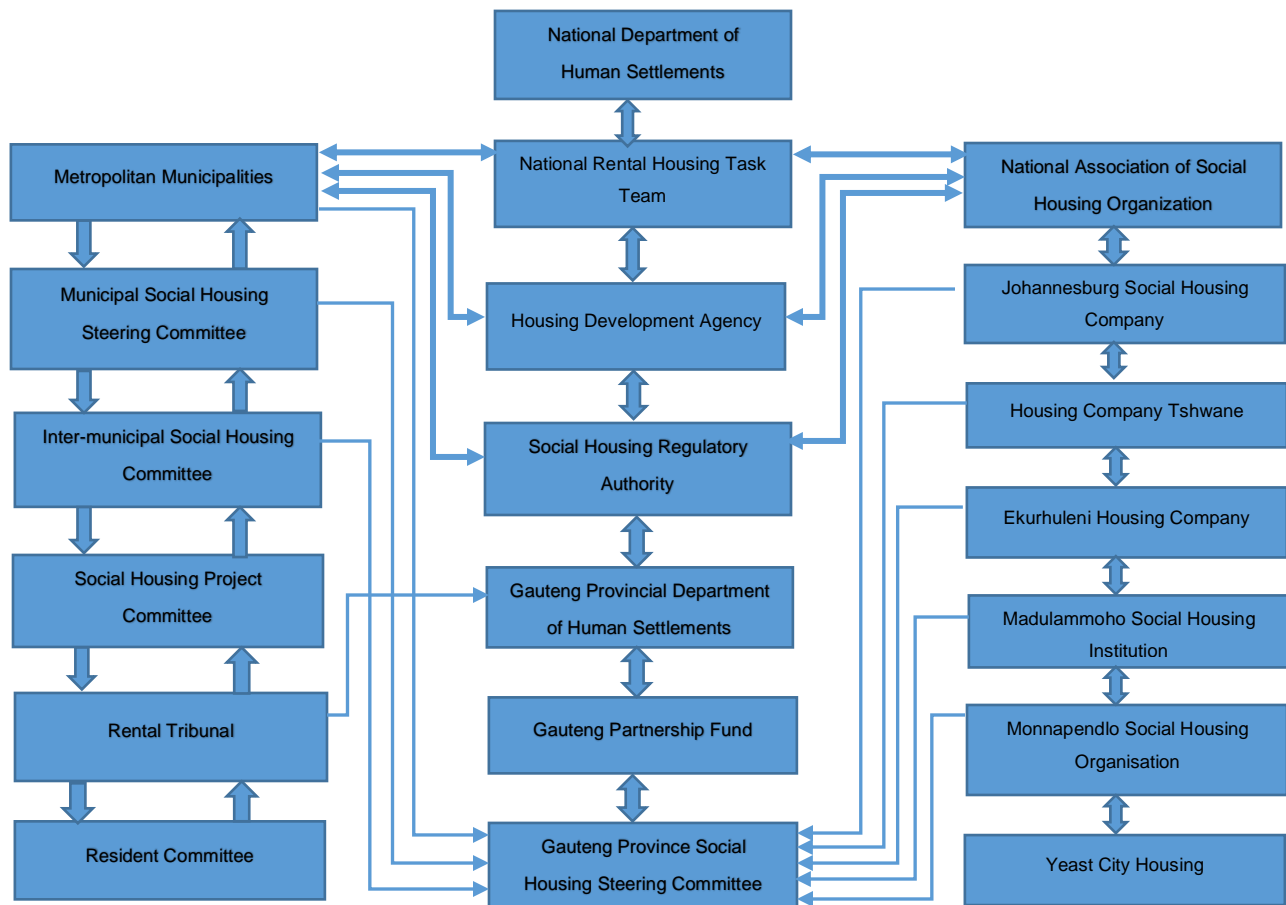 National Department of
Human Settlements
Metropolitan Municipalities
National Rental Housing Task
Team
National Association of Social
Housing Organization
Municipal Social Housing
Steering Committee
Housing Development Agency
Johannesburg Social Housing
Company
Inter-municipal Social Housing
Committee
Social Housing Regulatory
Authority
Housing Company Tshwane
Ekurhuleni Housing Company
Social Housing Project
Committee
Gauteng Provincial Department
of Human Settlements
Madulammoho Social Housing
Institution
Rental Tribunal
Gauteng Partnership Fund
Monnapendlo Social Housing
Organisation
Resident Committee
Gauteng Province Social
Housing Steering Committee
Yeast City Housing